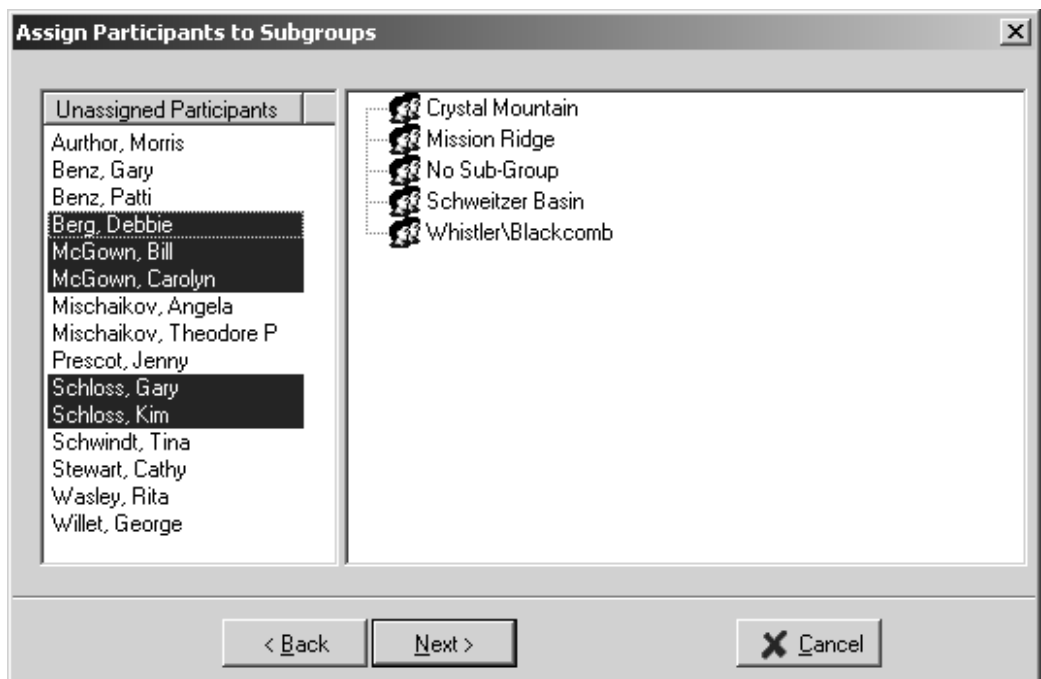 Assign Participants to Subgroups
Unassigned Participants
Aurthor, Morris
Benz, Gary
Benz, Patti
Berg, Debbie
McGown, Bill
McGown, Carolyn
Mischaikov, Angela
Mischaikov, Theodore P
Prescot, Jenny
Schloss, Gary
Schloss, Kim
Schwindt, Tina
Stewart, Cathy
Wasley, Rita
Willet, George
Crystal Mountain
Mission Ridge
No Sub-Group
Schweitzer Basin
Whistler\Blackcomb
< Back
Next >
Cancel